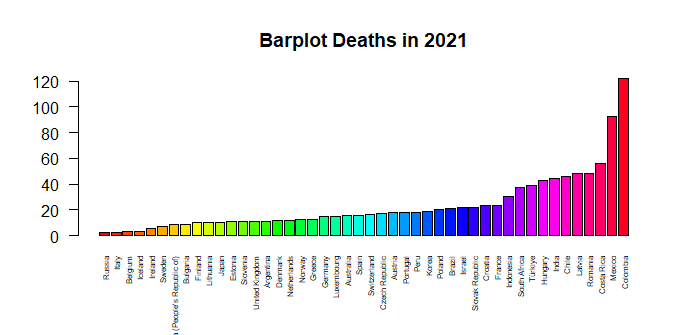 Barplot Deaths in 2021
120
100
80
60
40
20
0
Russia
Italy
Belgium
Iceland
Ireland
Sweden
(People's Republic of)
Bulgaria
Finland
Lithuania
Japan
Estonia
Slovenia
United Kingdom
Argentina
Denmark
Netherlands
Norway
Greece
Germany
Luxembourg
Australia
Spain
Switzerland
Czech Republic
Austria
Portugal
Peru
Korea
Poland
Brazil
Israel
Slovak Republic
Croatia
France
Indonesia
South Africa
Türkiye
Hungary
India
Chile
Latvia
Romania
Costa Rica
Mexico
Colombia